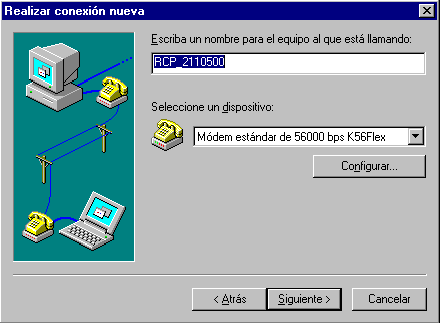 Realizar conexión nueva
Escriba un nombre para el equipo al que está llamando:
RCP_2110500
Seleccione un dispositivo:
Módem estándar de 56000 bps K56Flex
Configurar...
< Atrás
Siguiente >
Cancelar